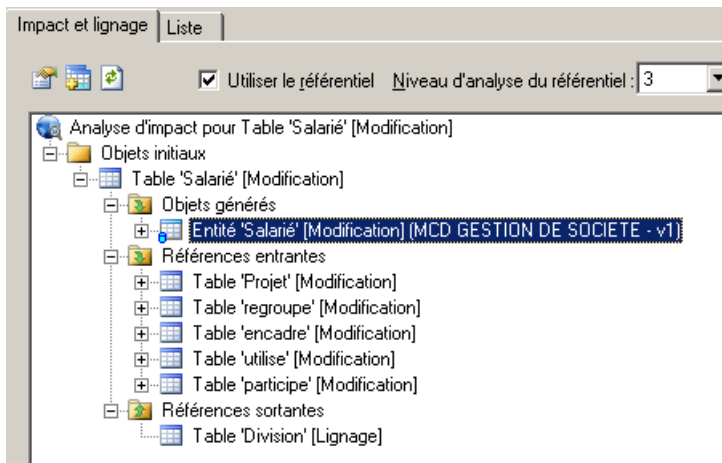 Impact et lignage Liste
Utiliser le référentiel Niveau d'analyse du référentiel : 3
Analyse d'impact pour Table 'Salarié' [Modification]
Objets initiaux
Table 'Salarié' [Modification]
Objets générés
Entité 'Salarié' [Modification] (MCD GESTION DE SOCIETE - v1)
Références entrantes
Table 'Projet' [Modification]
Table 'regroupe' [Modification]
Table 'encadre' [Modification]
Table 'utilise' [Modification]
Table 'participe' [Modification]
Références sortantes
Table 'Division' [Lignage]